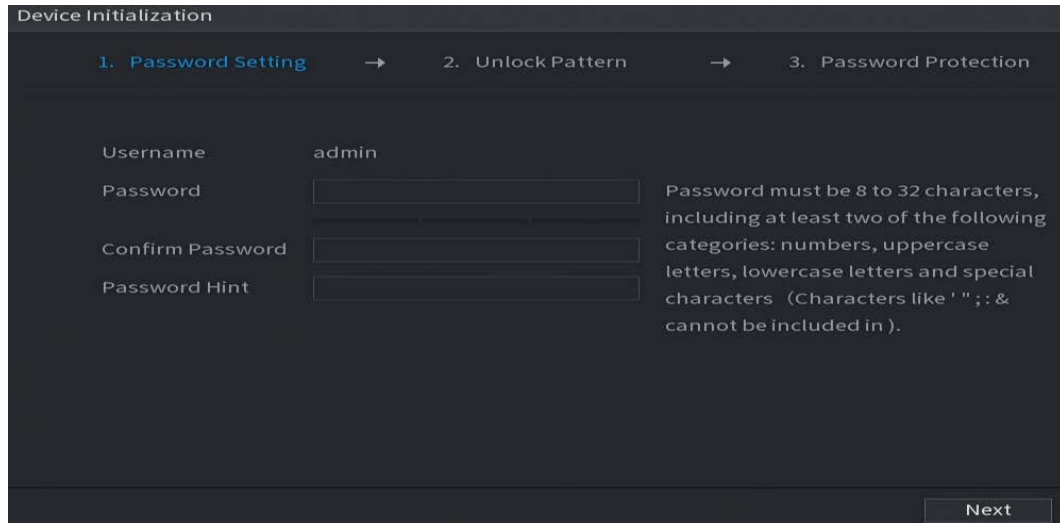 Device Initialization
1. Password Setting → 2. Unlock Pattern → 3. Password Protection
Username admin
Password
Password must be 8 to 32 characters,
including at least two of the following
categories: numbers, uppercase
letters, lowercase letters and special
characters (Characters like ' " ; : &
cannot be included in ).
Confirm Password
Password Hint
Next